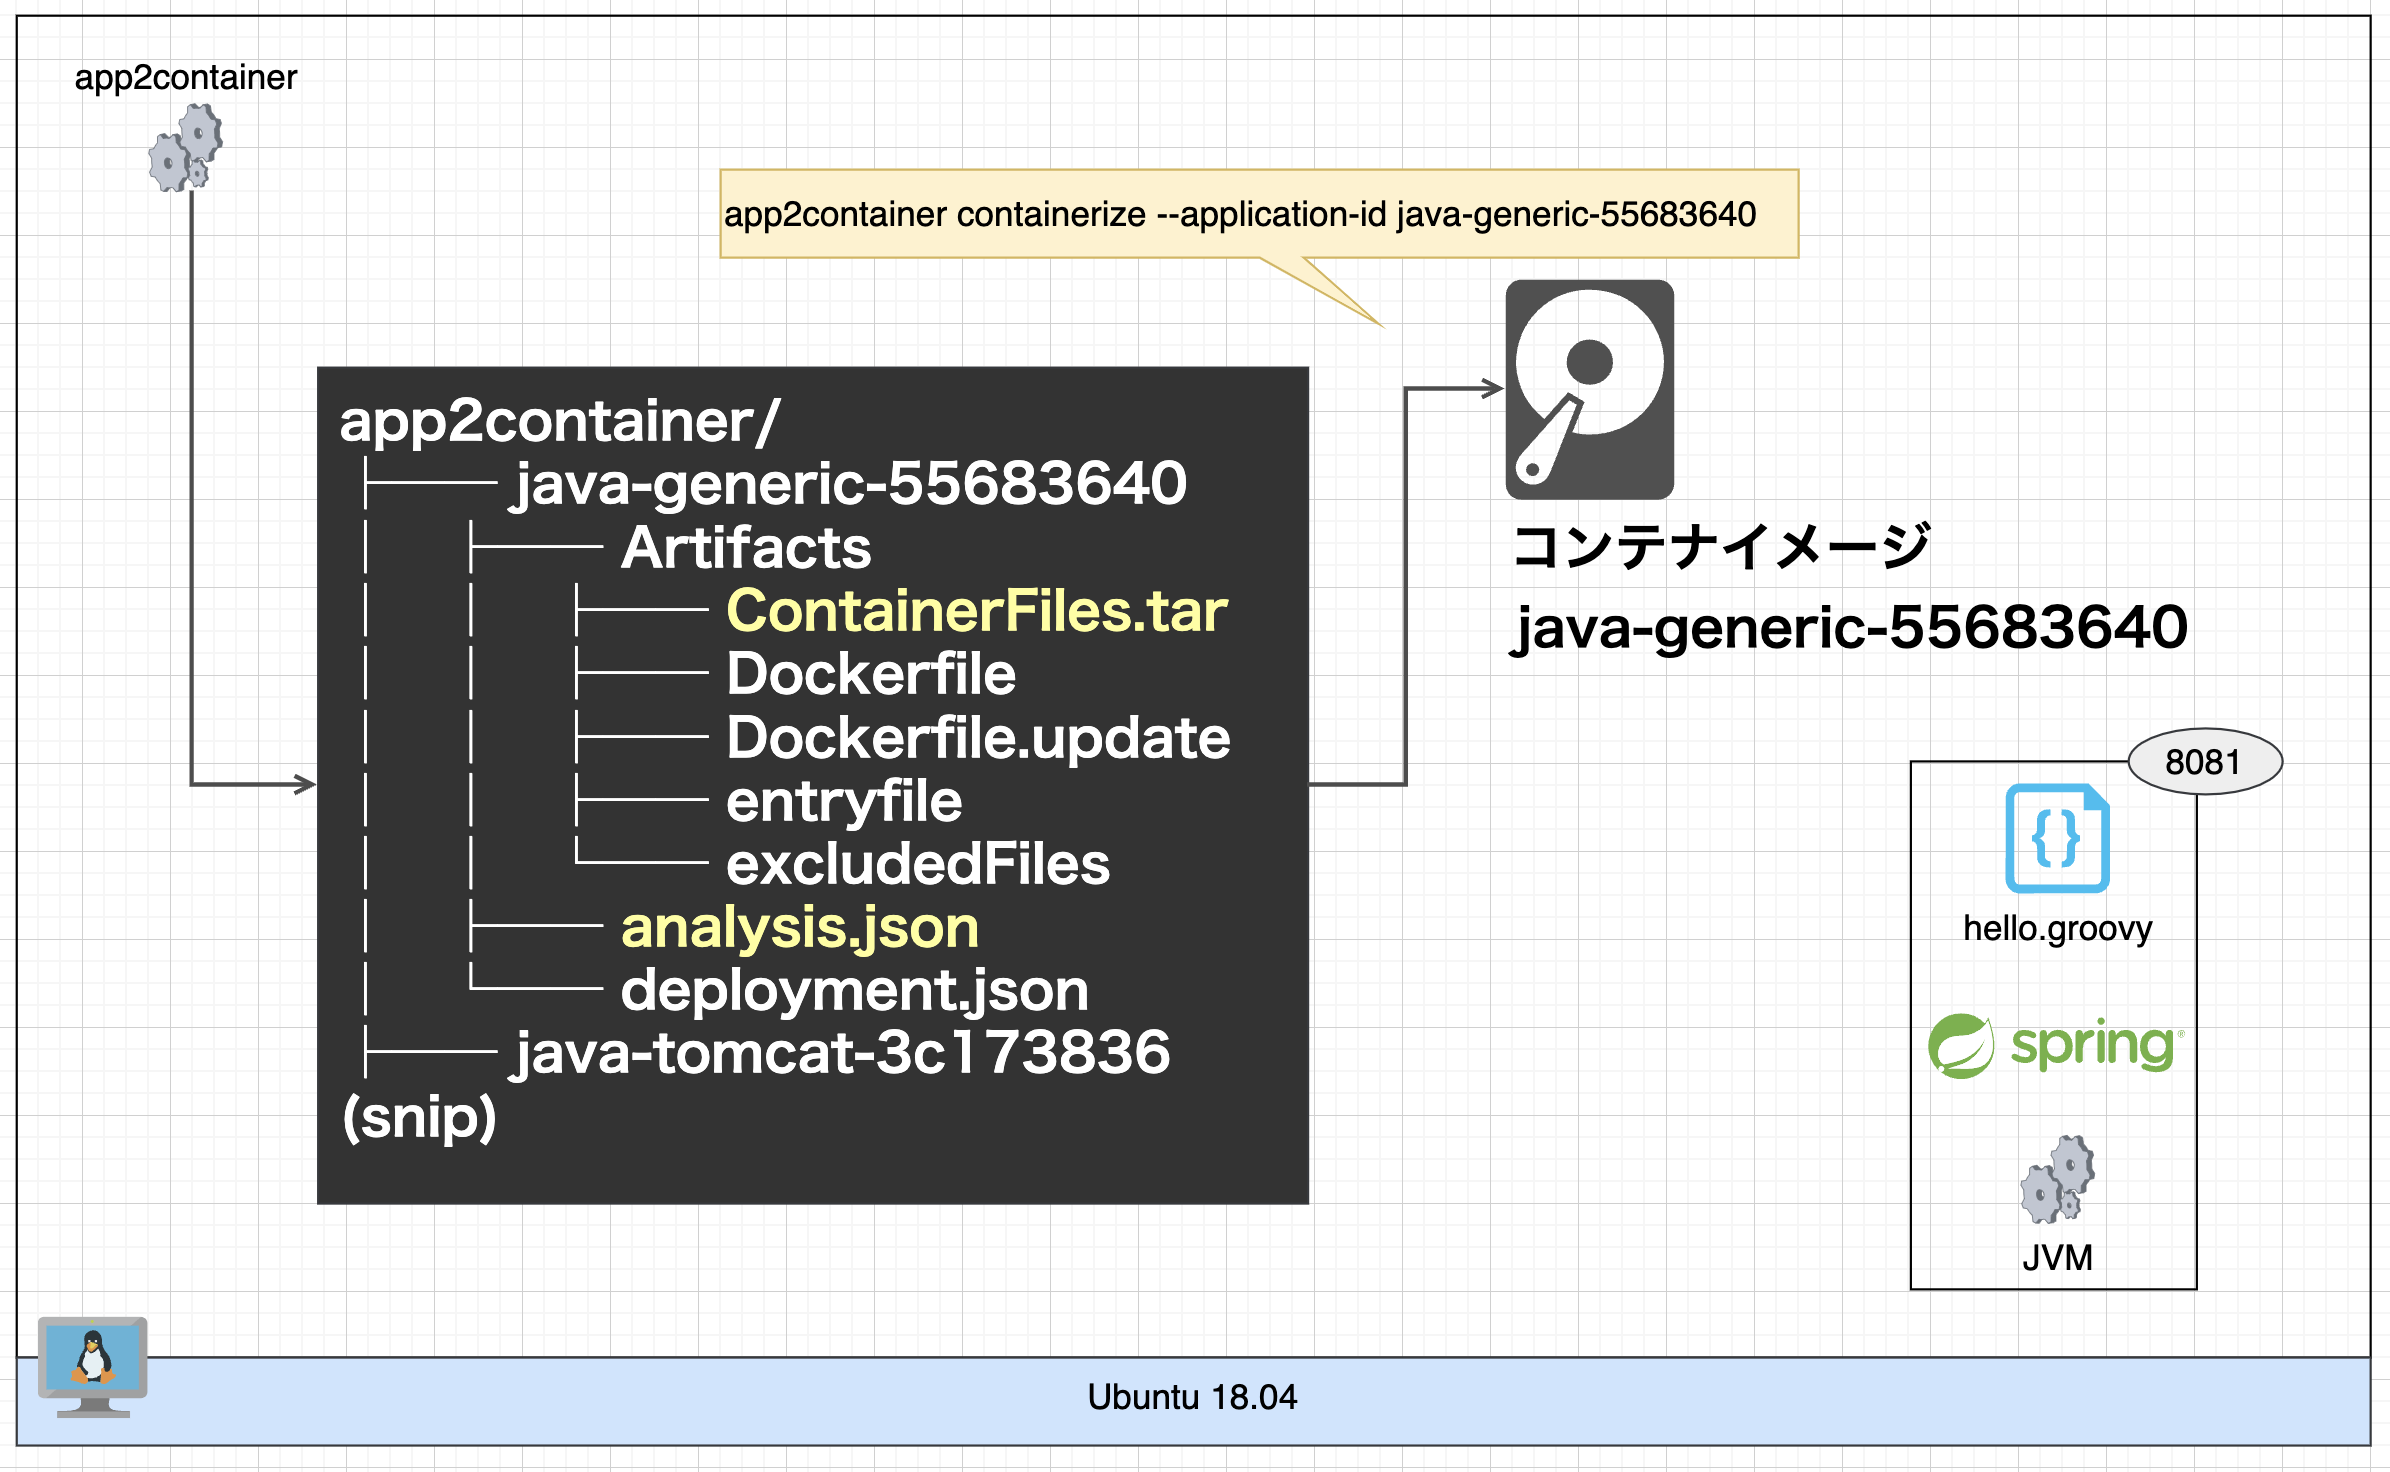 app2container
app2container containerize --application-id java-generic-55683640
app2container/
java-generic-55683640
Artifacts
ContainerFiles.tar
Dockerfile
Dockerfile.update
entryfile
excludedFiles
analysis.json
deployment.json
java-tomcat-3c173836
(snip)
コンテナイメージ
java-generic-55683640
8081
{}
hello.groovy
spring®
JVM
Ubuntu 18.04